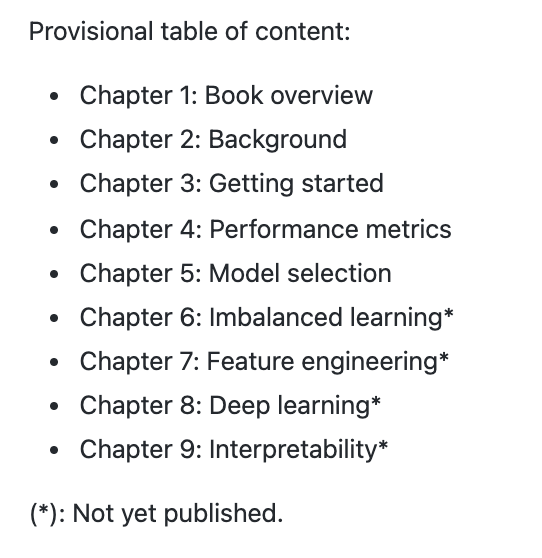 Provisional table of content:
• Chapter 1: Book overview
• Chapter 2: Background
• Chapter 3: Getting started
• Chapter 4: Performance metrics
• Chapter 5: Model selection
• Chapter 6: Imbalanced learning*
• Chapter 7: Feature engineering*
• Chapter 8: Deep learning*
• Chapter 9: Interpretability*
(*): Not yet published.